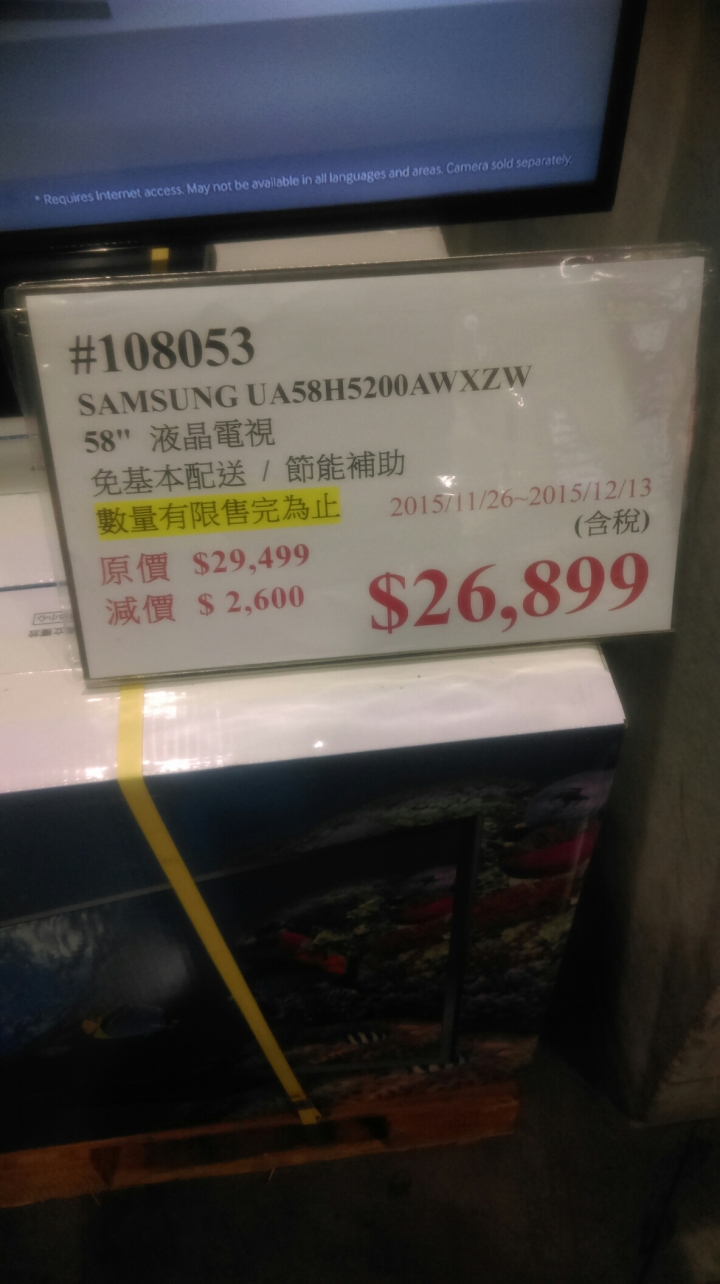 * Requires Internet access. May not be available in all languages and areas. Camera sold separately.
#108053
SAMSUNG UA58H5200AWXZW
58" 液晶電視
免基本配送 / 節能補助
數量有限售完為止 2015/11/26~2015/12/13
(含稅)
原價 $29,499
減價 $ 2,600
$26,899